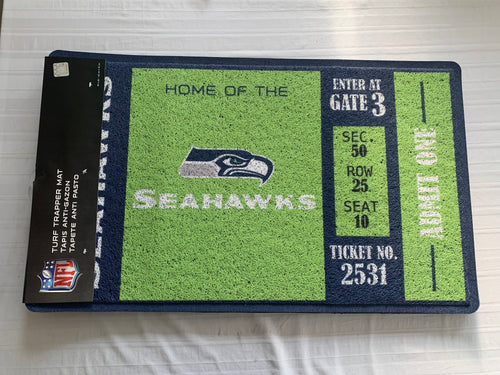 TURF TRAPPER MAT
TAPIS ANTI-GAZON
TAPETE ANTI PASTO
NFL
SEAHAWKS
HOME OF THE
SEAHAWKS
ENTER AT
GATE 3
SEC.
50
ROW
25
SEAT
10
TICKET NO.
2531
ADMIT ONE